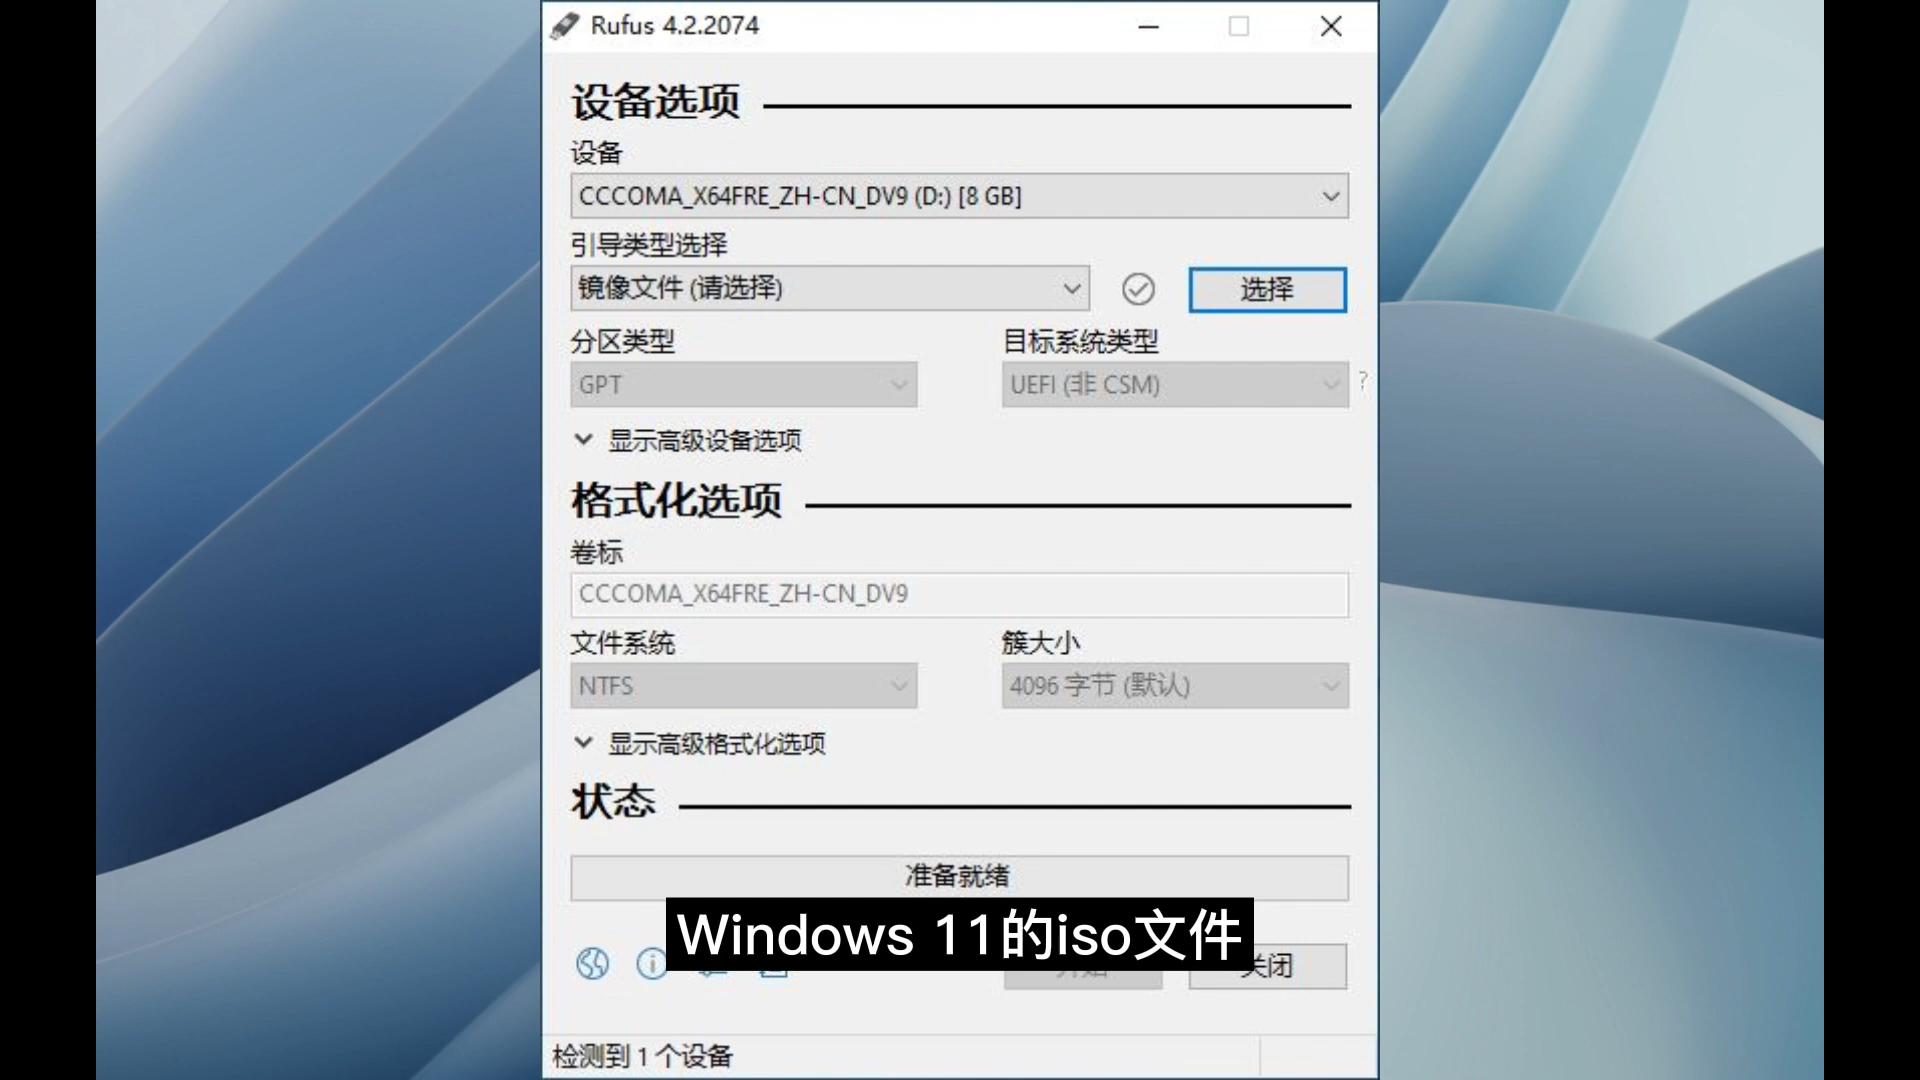 Rufus 4.2.2074
设备选项
设备
CCCOMA_X64FRE_ZH-CN_DV9 (D:) [8 GB]
引导类型选择
镜像文件 (请选择)
选择
分区类型
目标系统类型
GPT
UEFI (非 CSM)
?
显示高级设备选项
格式化选项
卷标
CCCOMA_X64FRE_ZH-CN_DV9
文件系统
簇大小
NTFS
4096 字节 (默认)
显示高级格式化选项
状态
准备就绪
Windows 11的iso文件
关闭
检测到 1 个设备